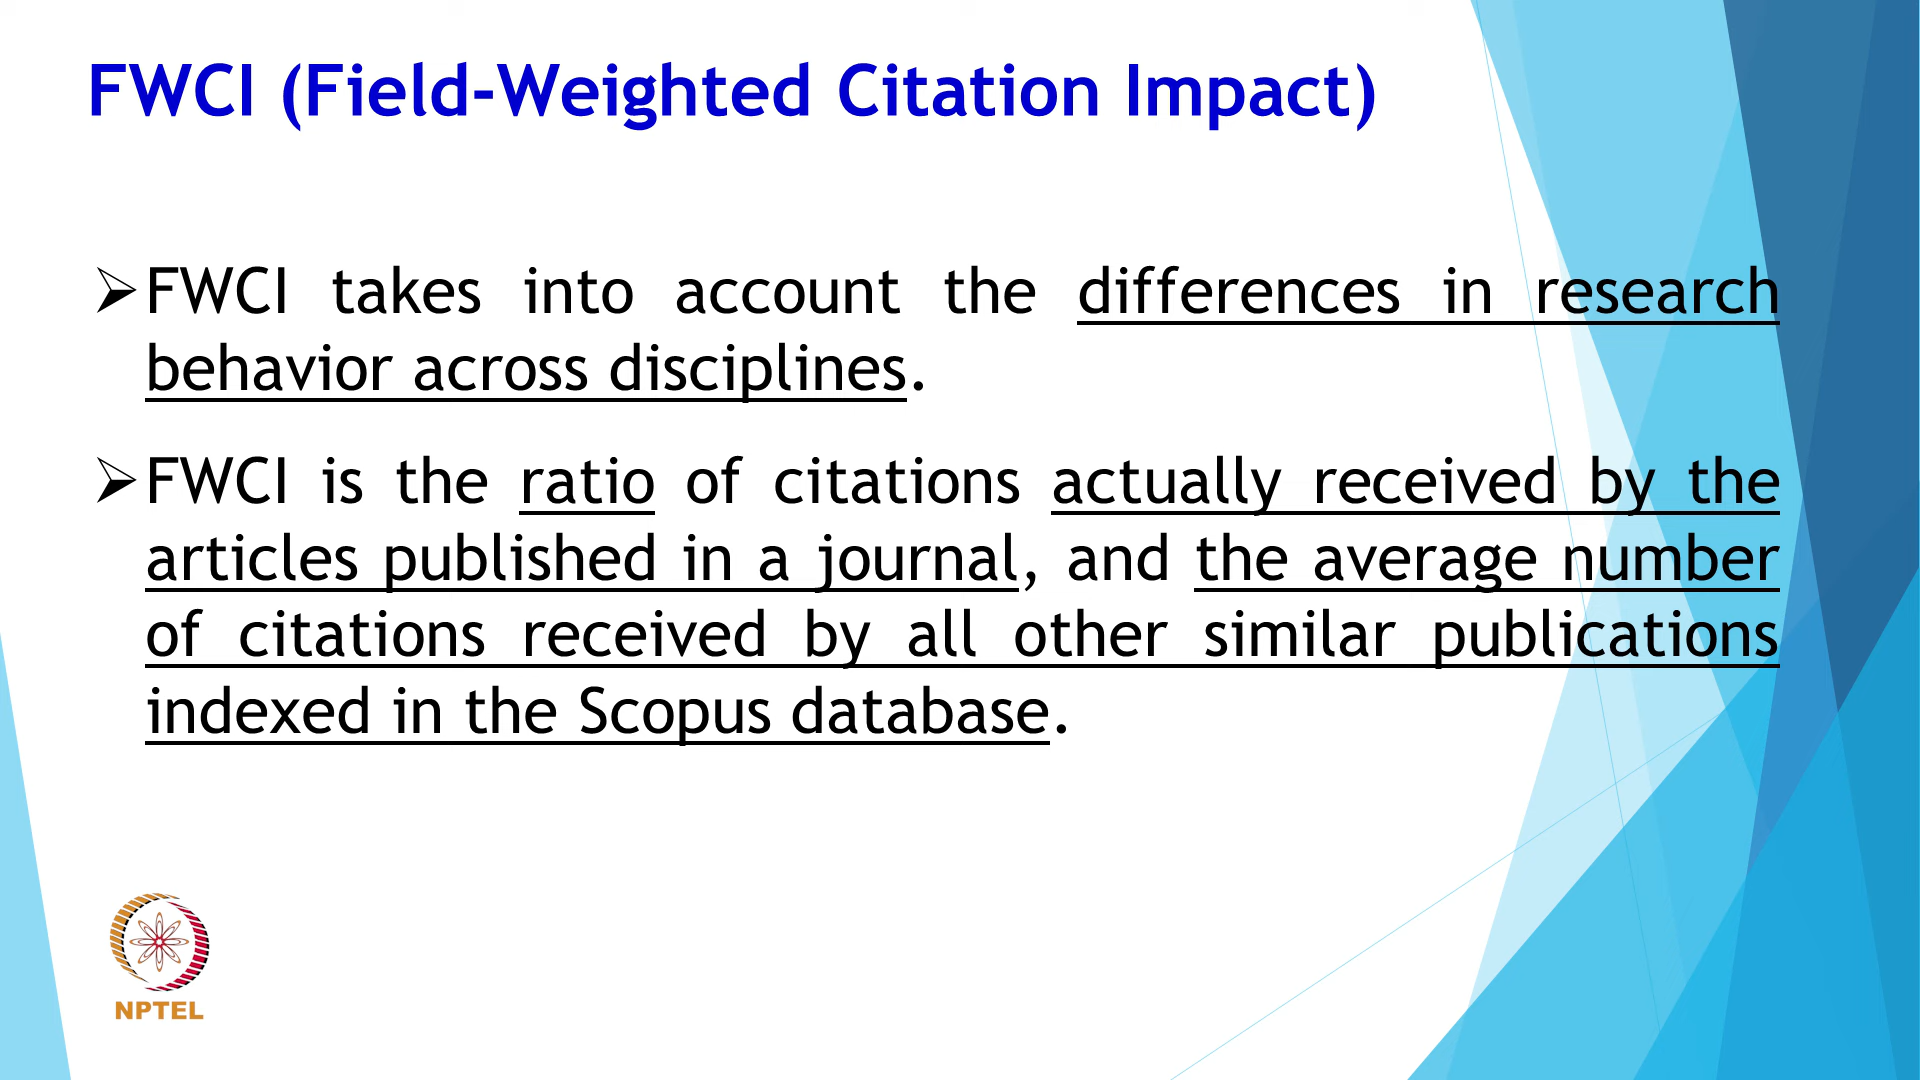 FWCI (Field-Weighted Citation Impact)
➢FWCI takes into account the differences in research
behavior across disciplines.
➢FWCI is the ratio of citations actually received by the
articles published in a journal, and the average number
of citations received by all other similar publications
indexed in the Scopus database.
NPTEL